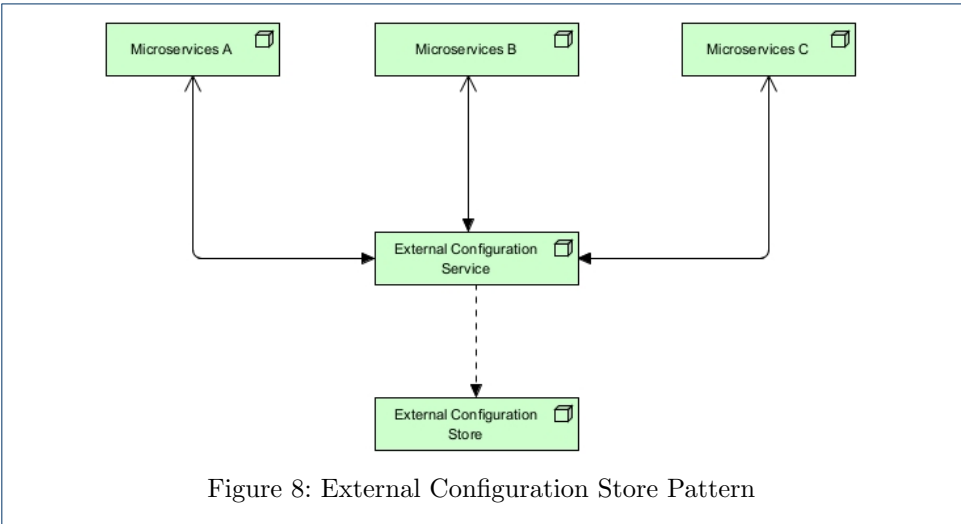 Microservices A
Microservices B
Microservices C
External Configuration
Service
External Configuration
Store
Figure 8: External Configuration Store Pattern